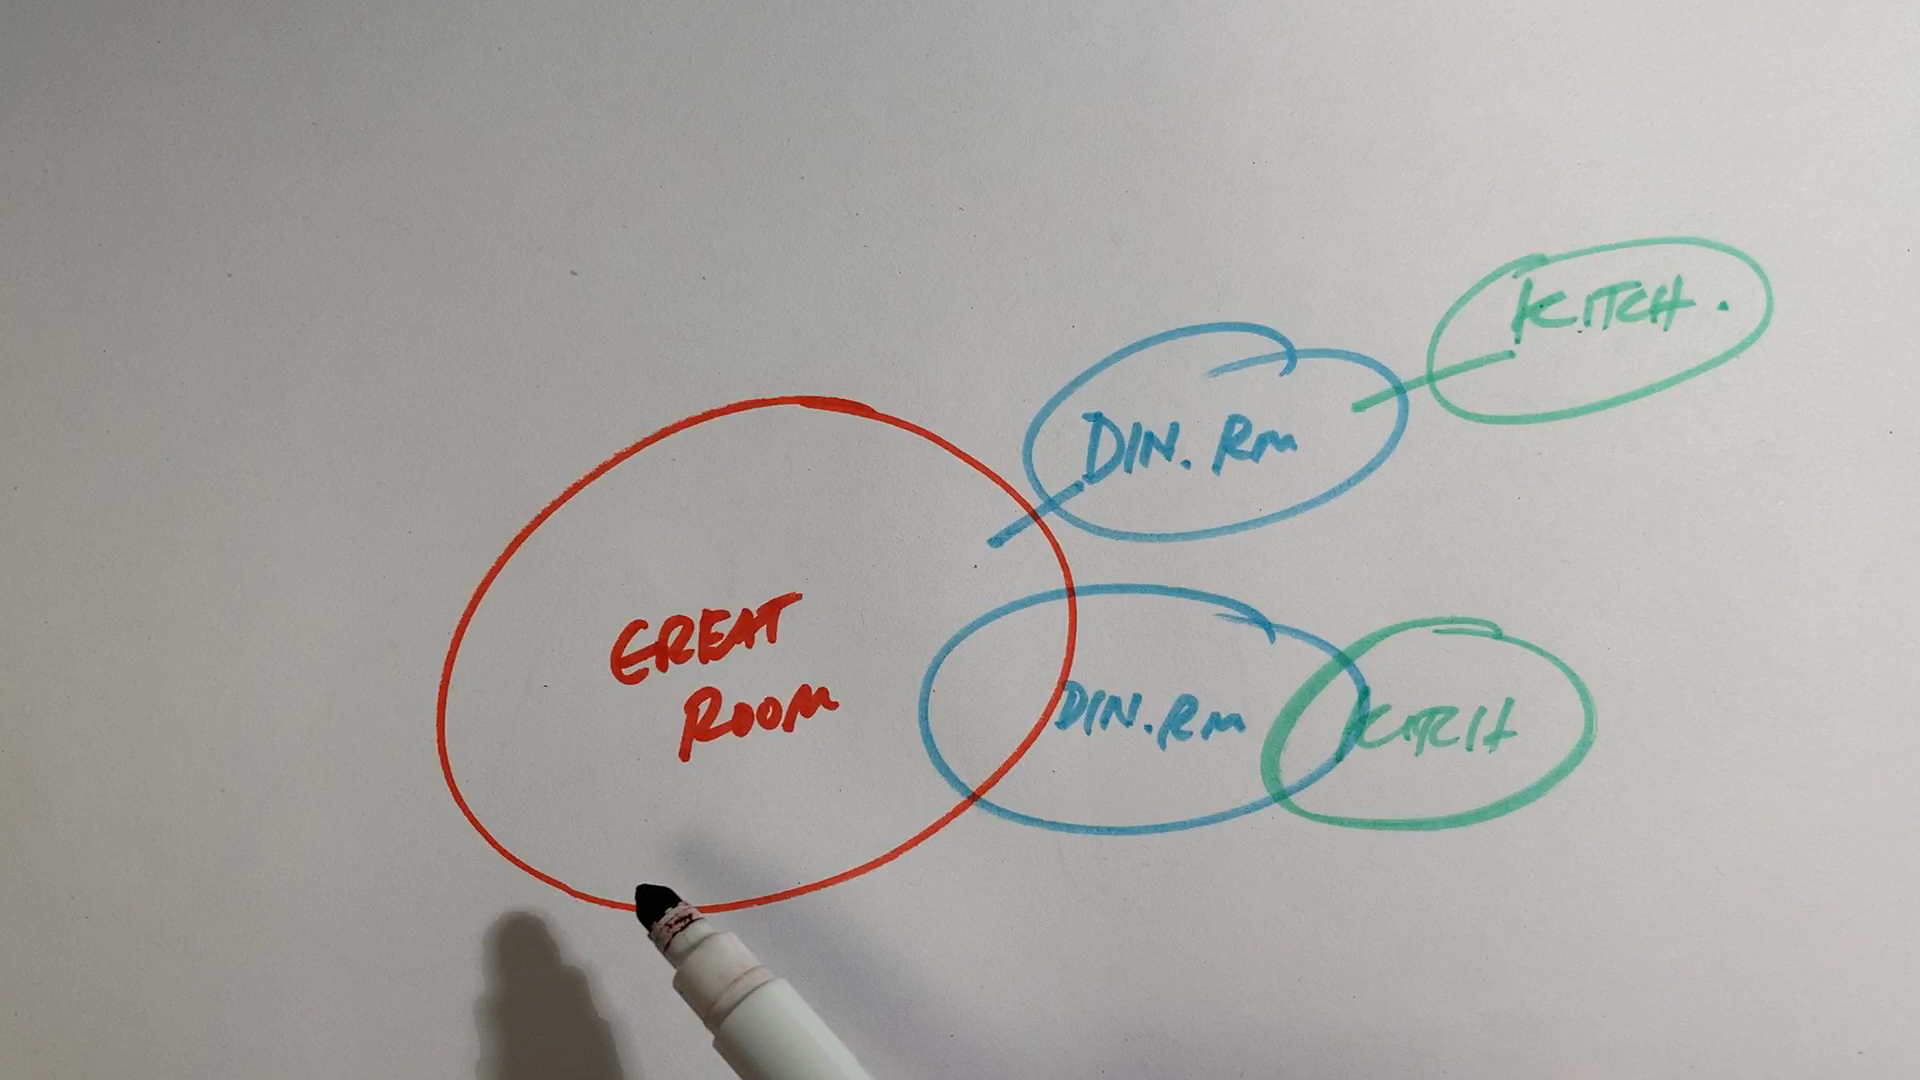 KITCH.
DIN. RM
GREAT
ROOM
DIN. RM
KITCH